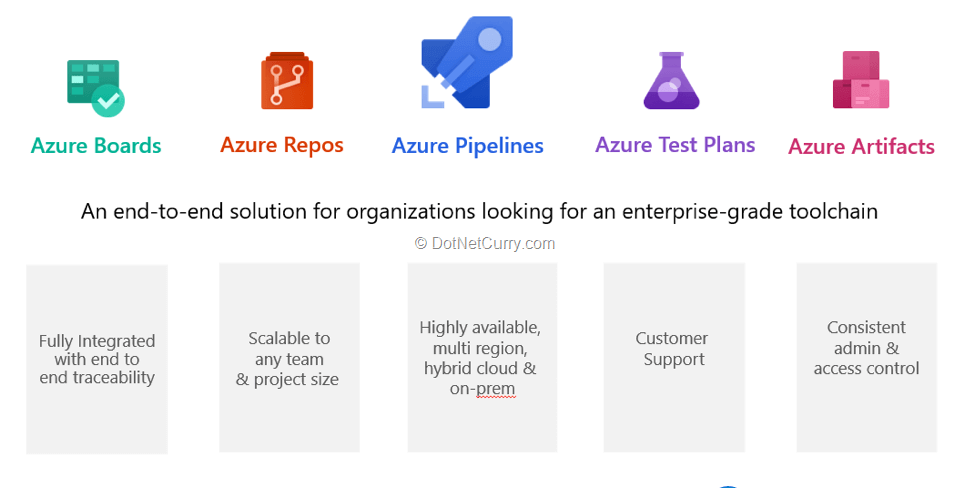 Azure Boards
Azure Repos
Azure Pipelines
Azure Test Plans
Azure Artifacts
An end-to-end solution for organizations looking for an enterprise-grade toolchain
© DotNetCurry.com
Fully Integrated
with end to
end traceability
Scalable to
any team
& project size
Highly available,
multi region,
hybrid cloud &
on-prem
Customer
Support
Consistent
admin &
access control